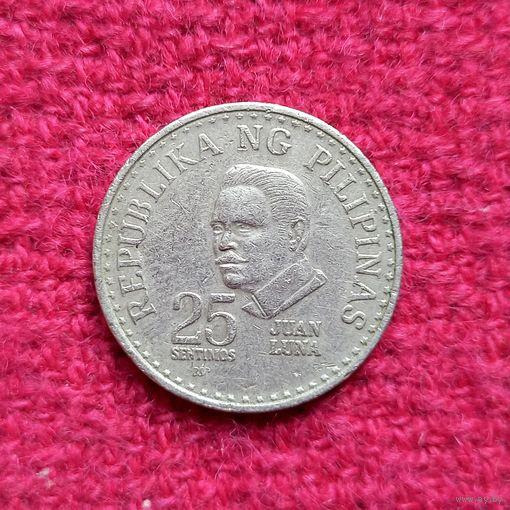 REPUBLIKA NG PILIPINAS
25
SENTIMOS
JUAN
LUNA